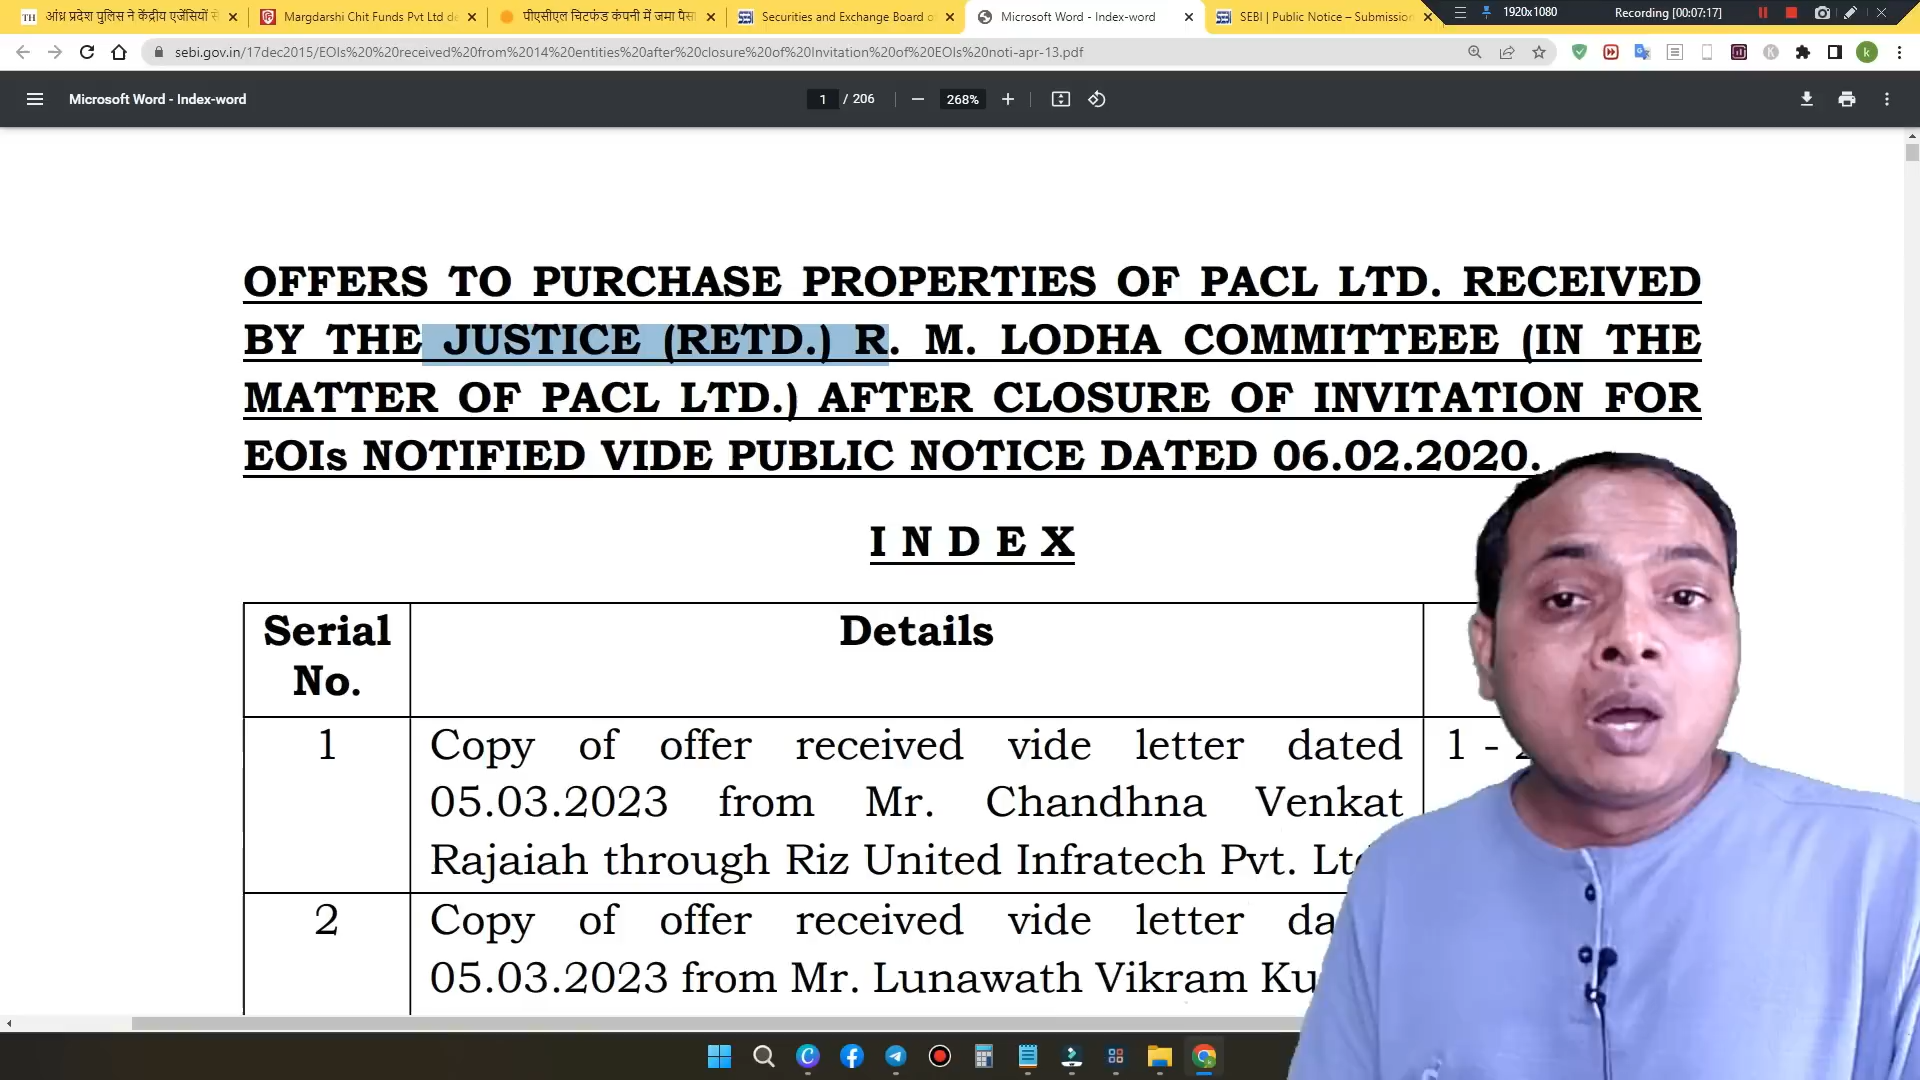 आंध्र प्रदेश पुलिस ने केंद्रीय एजेंसियों से
Margdarshi Chit Funds Pvt Ltd de
पीएसीएल चिटफंड कंपनी में जमा पैसा
Securities and Exchange Board o
Microsoft Word - Index-word
SEBI | Public Notice – Submission
1920x1080
Recording [00:07:17]
sebi.gov.in/17dec2015/EOIs%20%20received%20from%2014%20entities%20after%20closure%20of%20Invitation%20of%20EOIs%20noti-apr-13.pdf
Microsoft Word - Index-word
1 / 206
268%
OFFERS TO PURCHASE PROPERTIES OF PACL LTD. RECEIVED
BY THE JUSTICE (RETD.) R. M. LODHA COMMITTEEE (IN THE
MATTER OF PACL LTD.) AFTER CLOSURE OF INVITATION FOR
EOIs NOTIFIED VIDE PUBLIC NOTICE DATED 06.02.2020.
I N D E X
Serial
No.
Details
1
Copy of offer received vide letter dated
05.03.2023 from Mr. Chandhna Venkat
Rajaiah through Riz United Infratech Pvt.
1 -
2
Copy of offer received vide letter
05.03.2023 from Mr. Lunawath Vikram